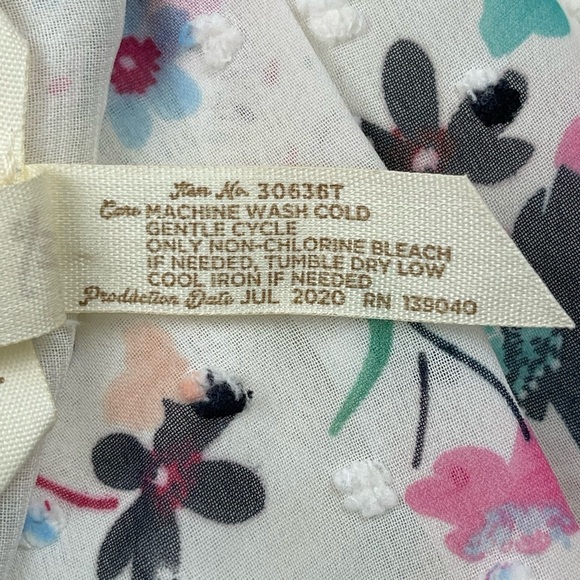 Item No. 30636T
Care MACHINE WASH COLD
GENTLE CYCLE
ONLY NON-CHLORINE BLEACH
IF NEEDED, TUMBLE DRY LOW
COOL IRON IF NEEDED
Production Date JUL 2020 RN 139040